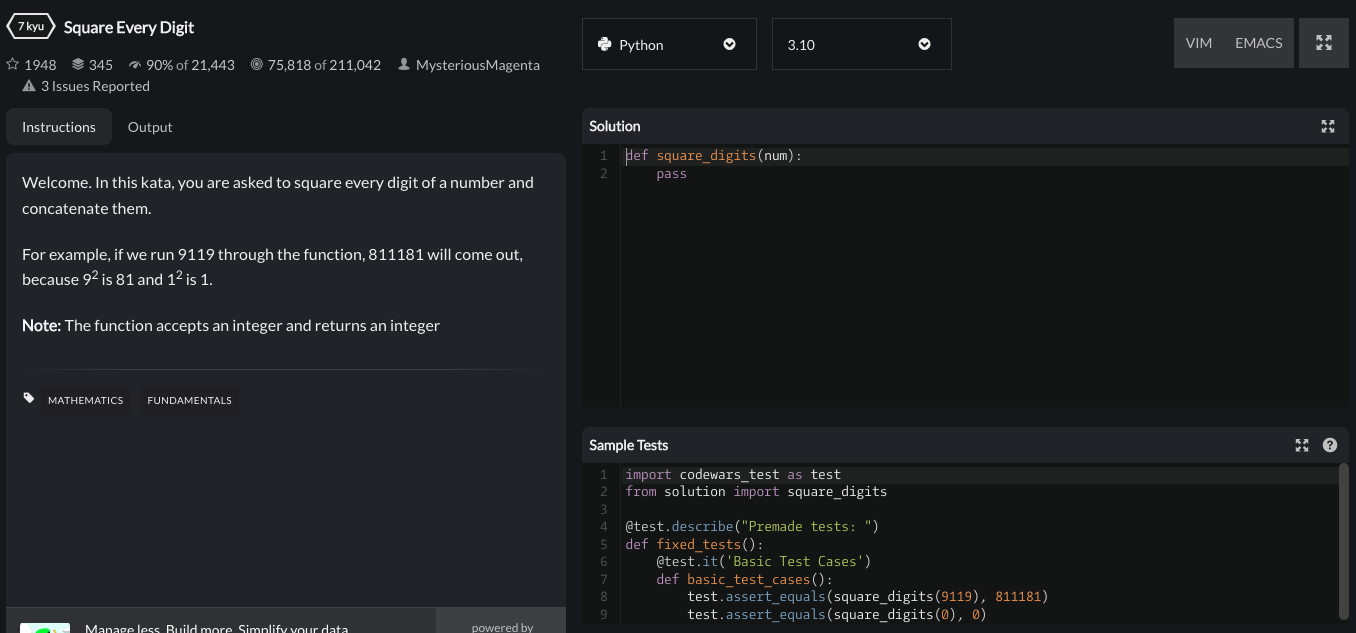 7 kyu Square Every Digit
1948 345 90% of 21,443 75,818 of 211,042 MysteriousMagenta
3 Issues Reported
Instructions Output
Welcome. In this kata, you are asked to square every digit of a number and
concatenate them.
For example, if we run 9119 through the function, 811181 will come out,
because 9² is 81 and 1² is 1.
Note: The function accepts an integer and returns an integer
MATHEMATICS FUNDAMENTALS
Manage less. Build more. Simplify your data
powered by
Python 3.10 VIM EMACS
Solution
1 def square_digits(num):
2     pass
Sample Tests
1 import codewars_test as test
2 from solution import square_digits
3
4 @test.describe("Premade tests: ")
5 def fixed_tests():
6     @test.it('Basic Test Cases')
7     def basic_test_cases():
8         test.assert_equals(square_digits(9119), 811181)
9         test.assert_equals(square_digits(0), 0)